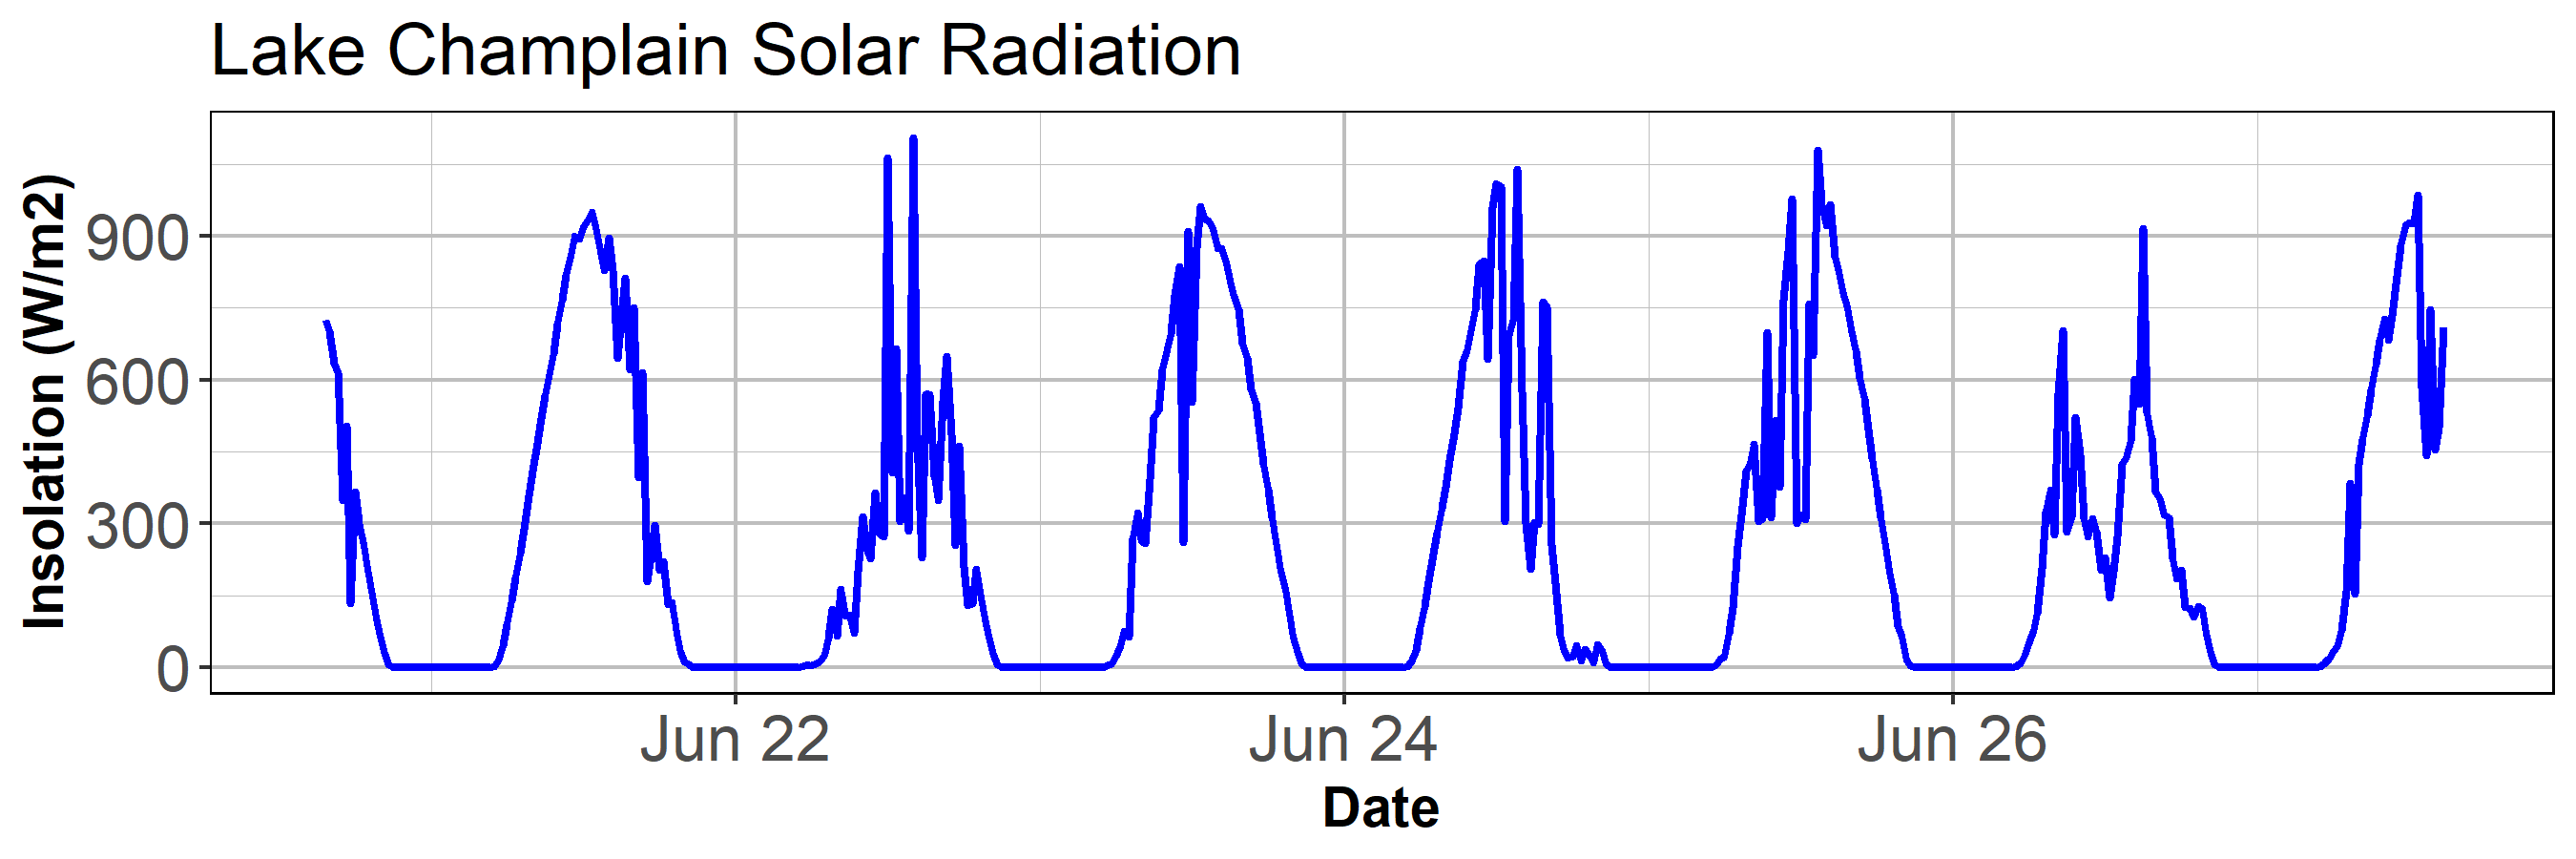 Lake Champlain Solar Radiation
Insolation (W/m2)
900
600
300
0
Jun 22
Jun 24
Jun 26
Date